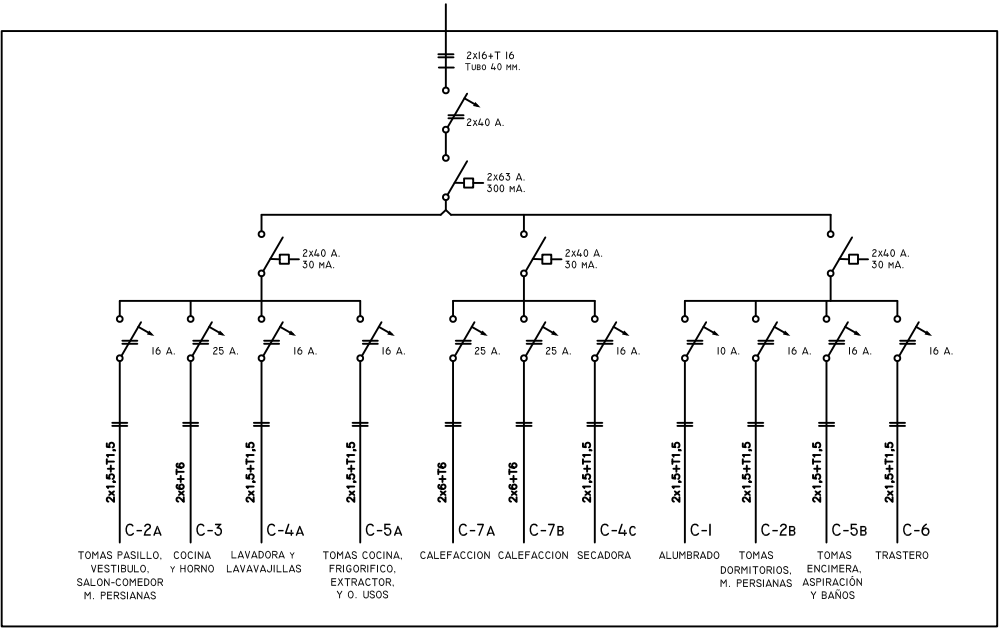 2x16+T 16
TUBO 40 MM.
2x40 A.
2x63 A.
300 MA.
2x40 A.
30 MA.
2x40 A.
30 MA.
2x40 A.
30 MA.
16 A.
25 A.
16 A.
16 A.
25 A.
25 A.
16 A.
10 A.
16 A.
16 A.
16 A.
2x1,5+T1,5
2x6+T6
2x1,5+T1,5
2x1,5+T1,5
2x6+T6
2x6+T6
2x1,5+T1,5
2x1,5+T1,5
2x1,5+T1,5
2x1,5+T1,5
2x1,5+T1,5
C-2A
C-3
C-4A
C-5A
C-7A
C-7B
C-4C
C-1
C-2B
C-5B
C-6
TOMAS PASILLO,
VESTIBULO,
SALON-COMEDOR
M. PERSIANAS
COCINA
Y HORNO
LAVADORA Y
LAVAVAJILLAS
TOMAS COCINA,
FRIGORIFICO,
EXTRACTOR,
Y O. USOS
CALEFACCION
CALEFACCION
SECADORA
ALUMBRADO
TOMAS
DORMITORIOS,
M. PERSIANAS
TOMAS
ENCIMERA,
ASPIRACIÓN
Y BAÑOS
TRASTERO